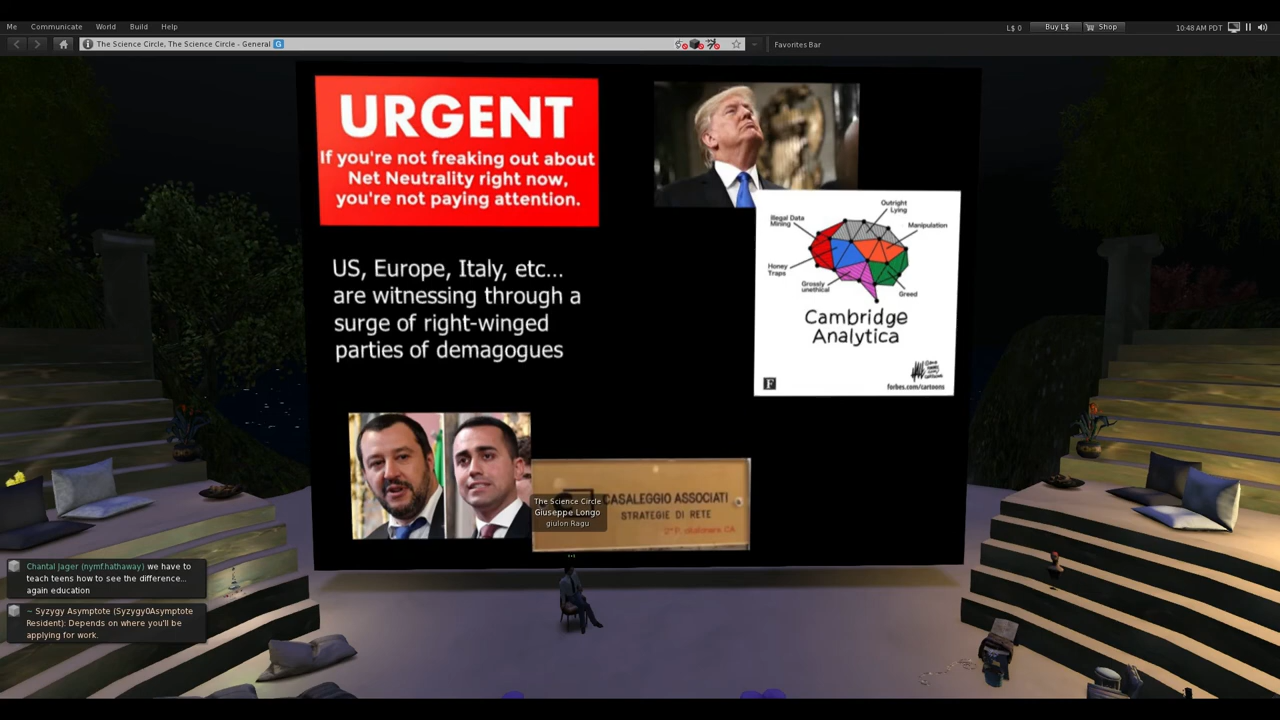 Me Communicate World Build Help
L$ 0 Buy L$ Shop 10:48 AM PDT
The Science Circle, The Science Circle - General G
Favorites Bar
URGENT
If you're not freaking out about
Net Neutrality right now,
you're not paying attention.
US, Europe, Italy, etc...
are witnessing through a
surge of right-winged
parties of demagogues
Outright
Lying
Illegal Data
Mining
Manipulation
Honey
Traps
Grossly
unethical
Greed
Cambridge
Analytica
F
forbes.com/cartoons
CASALEGGIO ASSOCIATI
STRATEGIE DI RETE
The Science Circle
Giuseppe Longo
giulon Ragu
Chantal Jager (nymf.hathaway) we have to
teach teens how to see the difference...
again education
~ Syzygy Asymptote (Syzygy0Asymptote
Resident): Depends on where you'll be
applying for work.